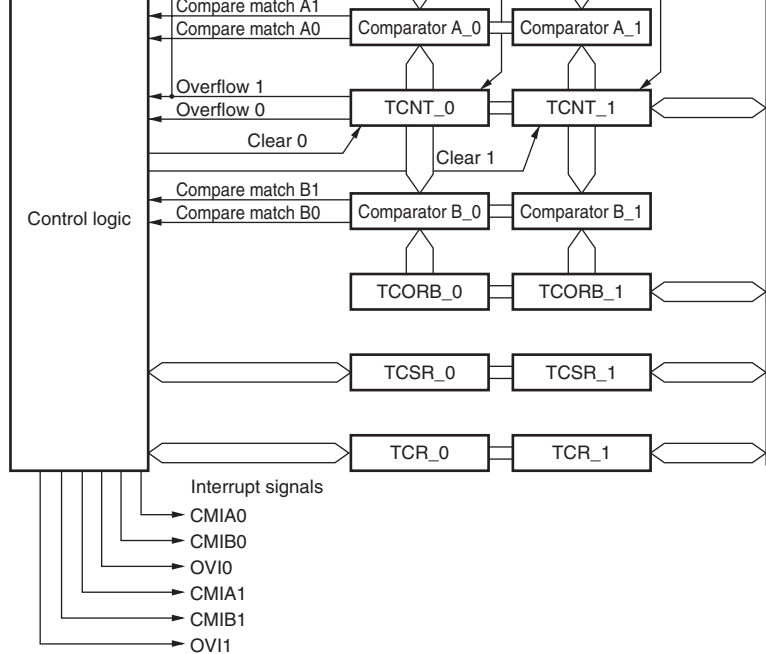 Compare match A1
Compare match A0
Comparator A_0
Comparator A_1
Overflow 1
Overflow 0
TCNT_0
TCNT_1
Clear 0
Clear 1
Compare match B1
Compare match B0
Control logic
Comparator B_0
Comparator B_1
TCORB_0
TCORB_1
TCSR_0
TCSR_1
TCR_0
TCR_1
Interrupt signals
CMIA0
CMIB0
OVI0
CMIA1
CMIB1
OVI1